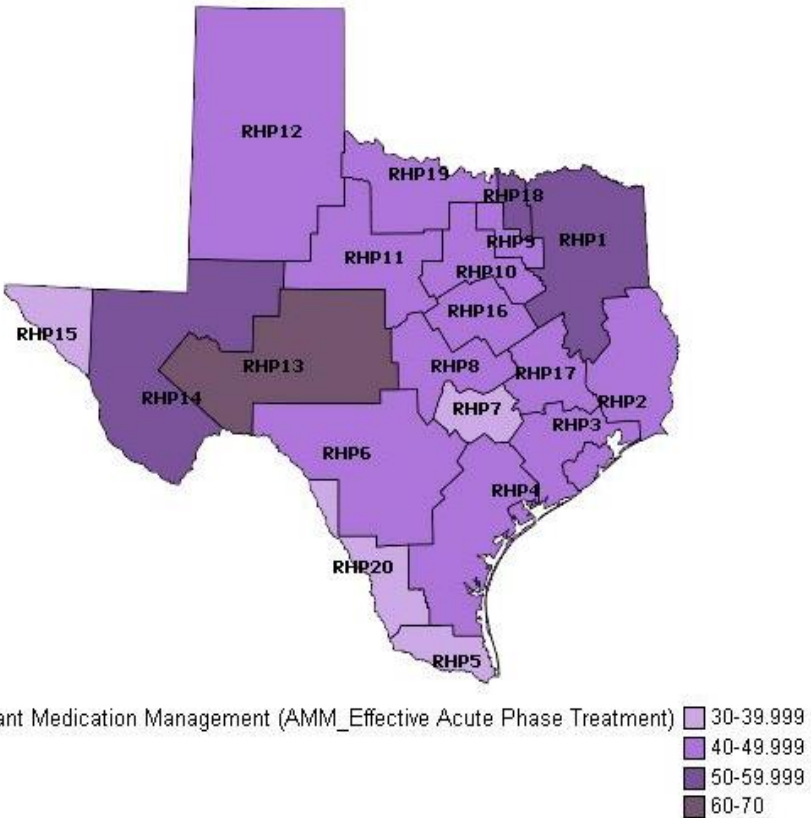 RHP12
RHP19
RHP18
RHP9
RHP1
RHP11
RHP10
RHP16
RHP15
RHP13
RHP8
RHP17
RHP14
RHP7
RHP2
RHP3
RHP6
RHP4
RHP20
RHP5
ant Medication Management (AMM_Effective Acute Phase Treatment)
30-39.999
40-49.999
50-59.999
60-70